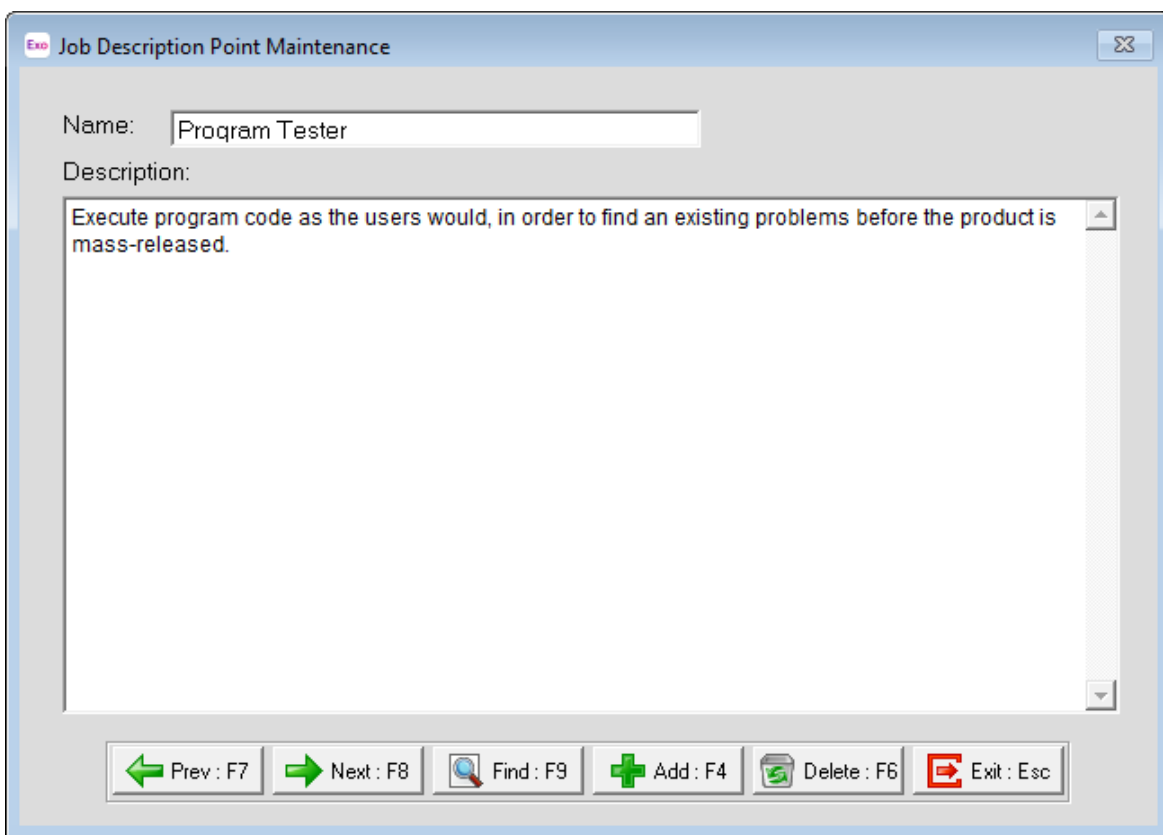 Exo Job Description Point Maintenance
Name: Program Tester
Description:
Execute program code as the users would, in order to find an existing problems before the product is
mass-released.
Prev : F7 Next : F8 Find : F9 Add : F4 Delete : F6 Exit : Esc